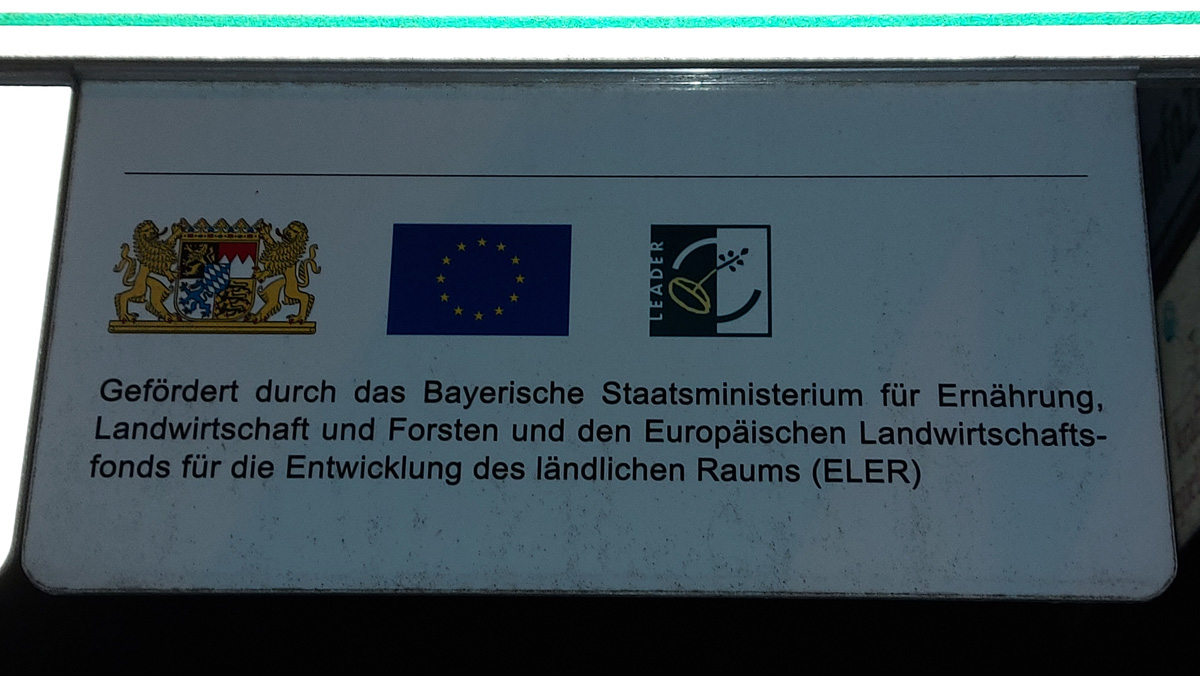 LEADER
Gefördert durch das Bayerische Staatsministerium für Ernährung,
Landwirtschaft und Forsten und den Europäischen Landwirtschafts-
fonds für die Entwicklung des ländlichen Raums (ELER)